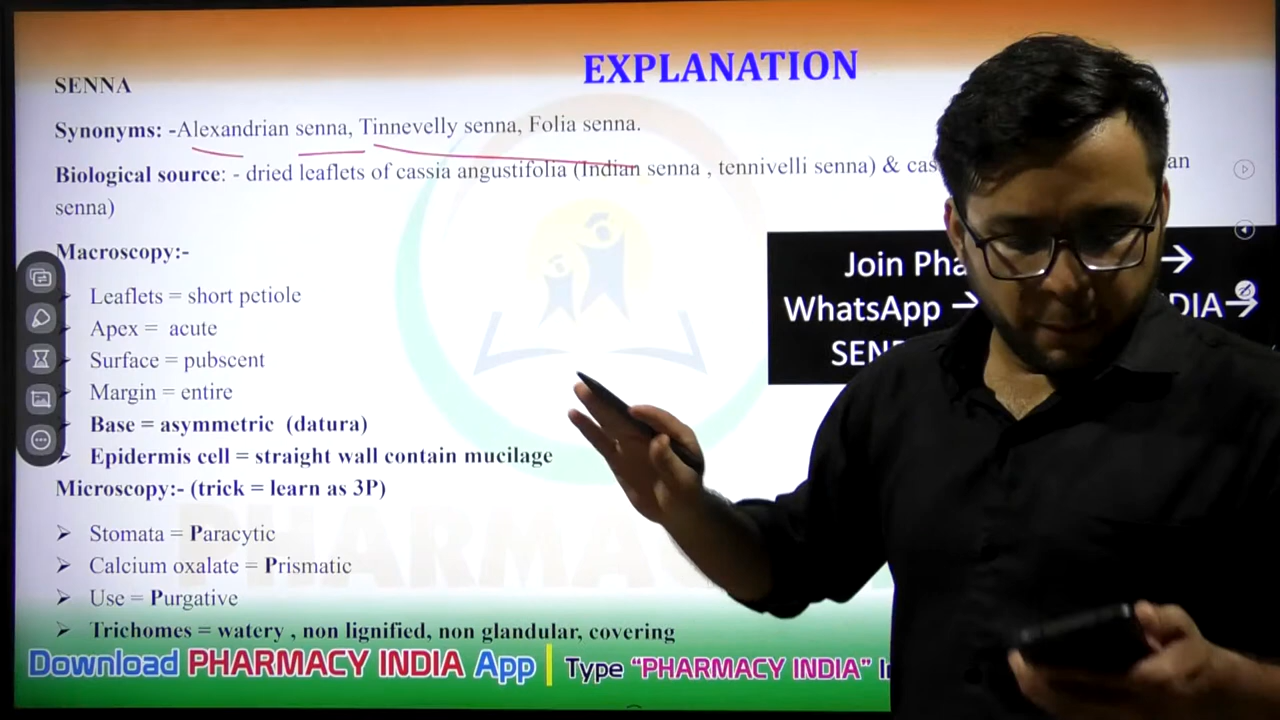 EXPLANATION
SENNA
Synonyms: -Alexandrian senna, Tinnevelly senna, Folia senna.
Biological source: - dried leaflets of cassia angustifolia (Indian senna , tennivelli senna) &
senna)
Macroscopy:-
Leaflets = short petiole
Apex = acute
Surface = pubscent
Margin = entire
Base = asymmetric (datura)
Epidermis cell = straight wall contain mucilage
Microscopy:- (trick = learn as 3P)
Stomata = Paracytic
Calcium oxalate = Prismatic
Use = Purgative
Trichomes = watery , non lignified, non glandular, covering
Join
WhatsApp →
Download PHARMACY INDIA App | Type "PHARMACY INDIA"